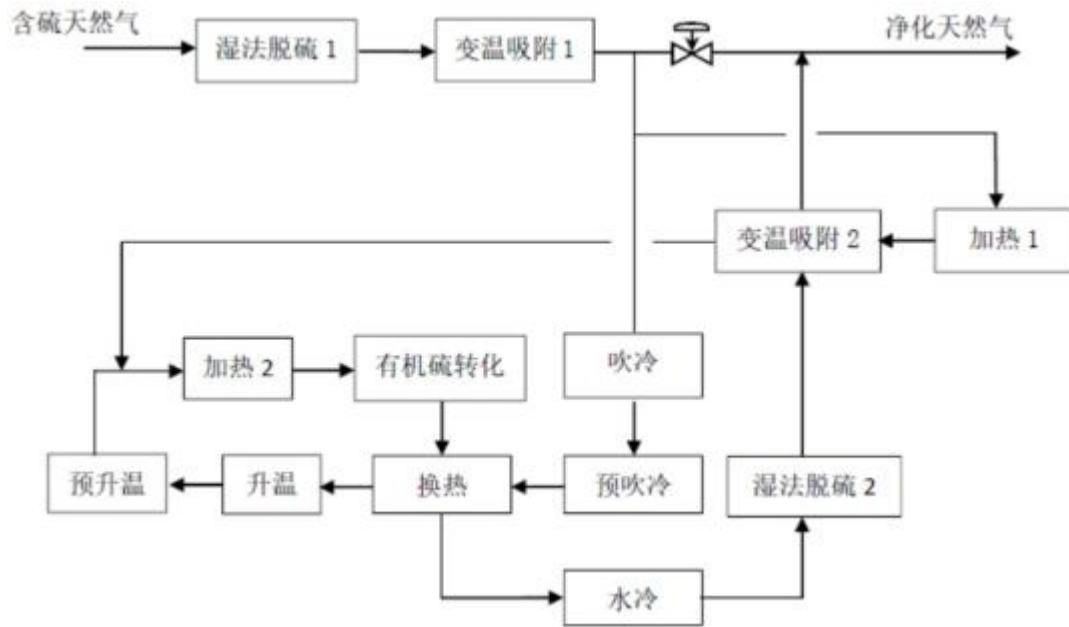 含硫天然气
净化天然气
湿法脱硫 1
变温吸附 1
变温吸附 2
加热 1
加热 2
有机硫转化
吹冷
预升温
升温
换热
预吹冷
湿法脱硫 2
水冷